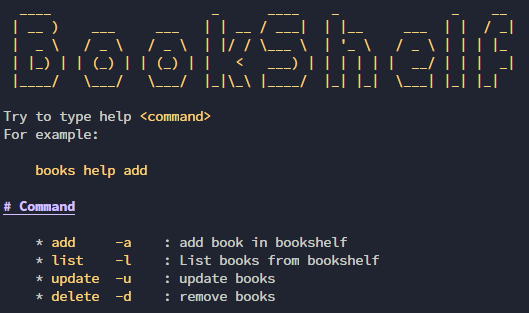 BookShelf
Try to type help <command>
For example:
books help add
# Command
* add -a : add book in bookshelf
* list -l : List books from bookshelf
* update -u : update books
* delete -d : remove books